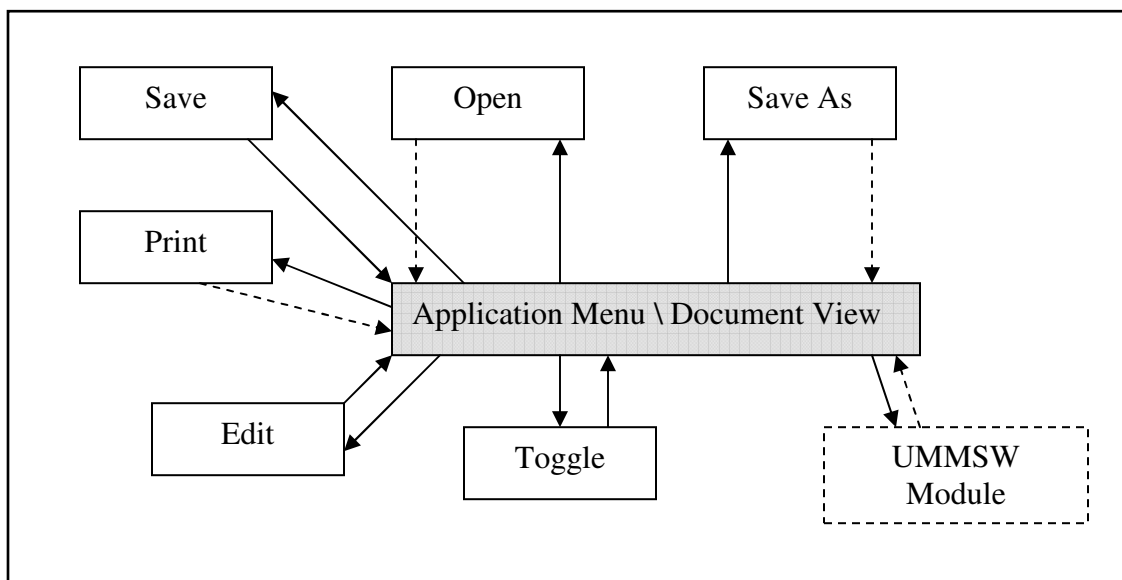 Save
Open
Save As
Print
Application Menu \ Document View
Edit
Toggle
UMMSW
Module